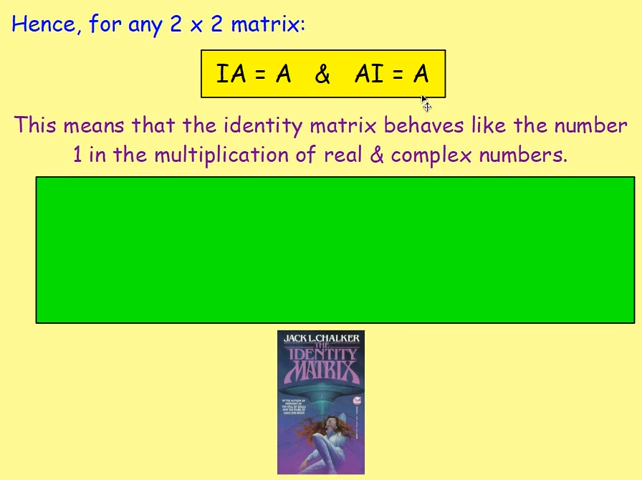 Hence, for any 2 x 2 matrix:
IA = A & AI = A
This means that the identity matrix behaves like the number
1 in the multiplication of real & complex numbers.
JACK L. CHALKER
THE
IDENTITY
MATRIX